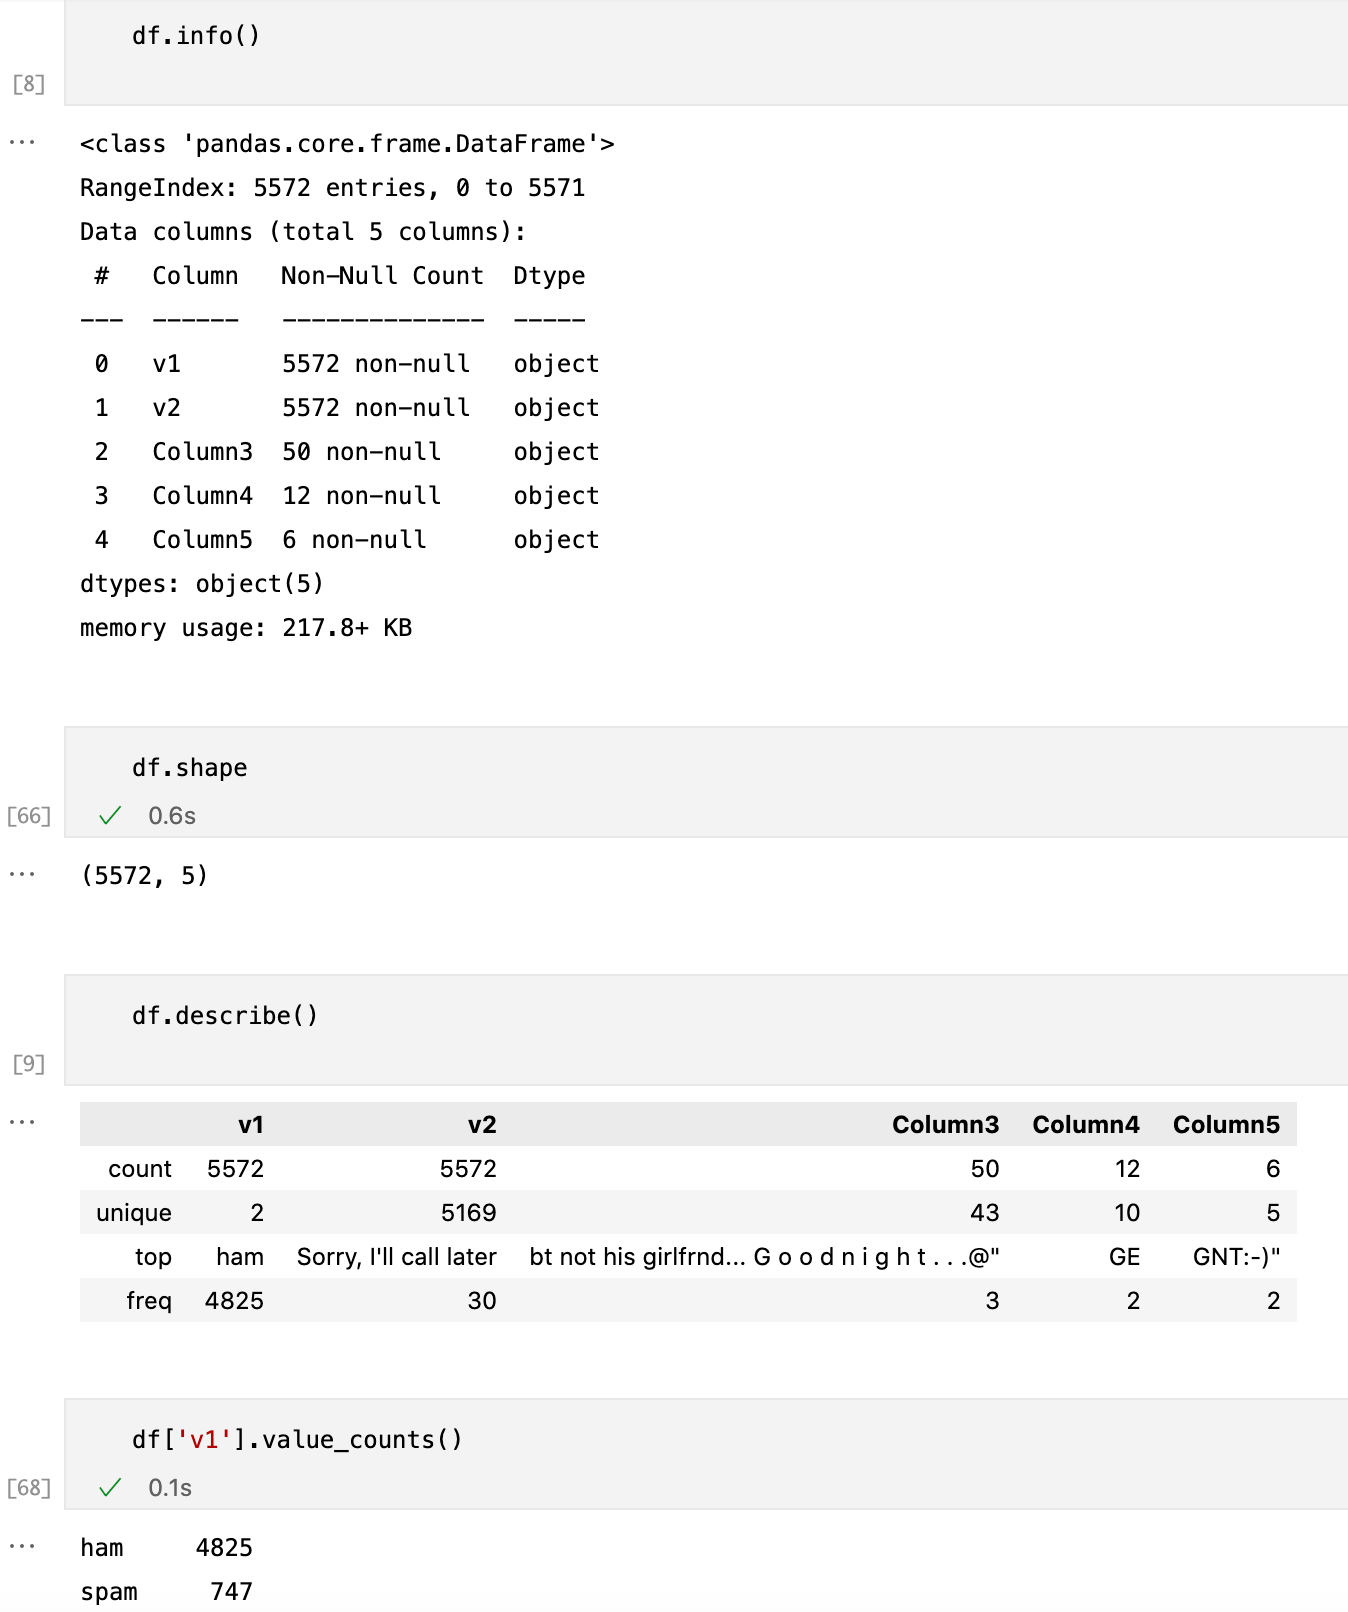 df.info()
[8]
...
<class 'pandas.core.frame.DataFrame'>
RangeIndex: 5572 entries, 0 to 5571
Data columns (total 5 columns):
 #   Column   Non-Null Count  Dtype
---  ------   --------------  -----
 0   v1       5572 non-null   object
 1   v2       5572 non-null   object
 2   Column3  50 non-null     object
 3   Column4  12 non-null     object
 4   Column5  6 non-null      object
dtypes: object(5)
memory usage: 217.8+ KB
df.shape
[66] ✓ 0.6s
...
(5572, 5)
df.describe()
[9]
...
v1 v2 Column3 Column4 Column5
count 5572 5572 50 12 6
unique 2 5169 43 10 5
top ham Sorry, I'll call later bt not his girlfrnd... G o o d n i g h t . . .@" GE GNT:-)"
freq 4825 30 3 2 2
df['v1'].value_counts()
[68] ✓ 0.1s
...
ham     4825
spam     747